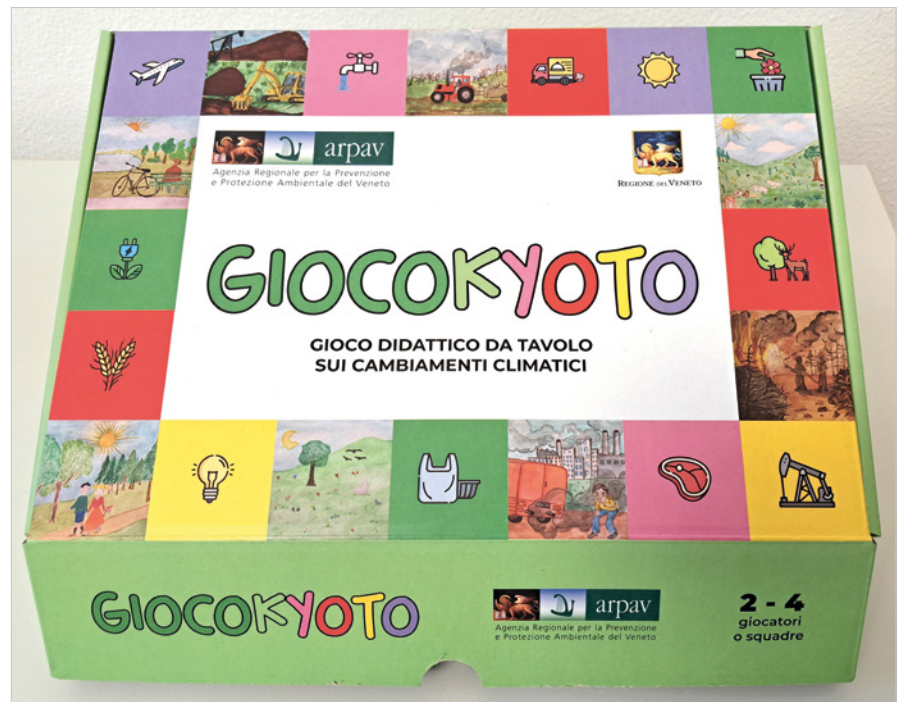 arpav
Agenzia Regionale per la Prevenzione
e Protezione Ambientale del Veneto
REGIONE DEL VENETO
GIOCOKYOTO
GIOCO DIDATTICO DA TAVOLO
SUI CAMBIAMENTI CLIMATICI
GIOCOKYOTO
arpav
Agenzia Regionale per la Prevenzione
e Protezione Ambientale del Veneto
2 - 4
giocatori
o squadre